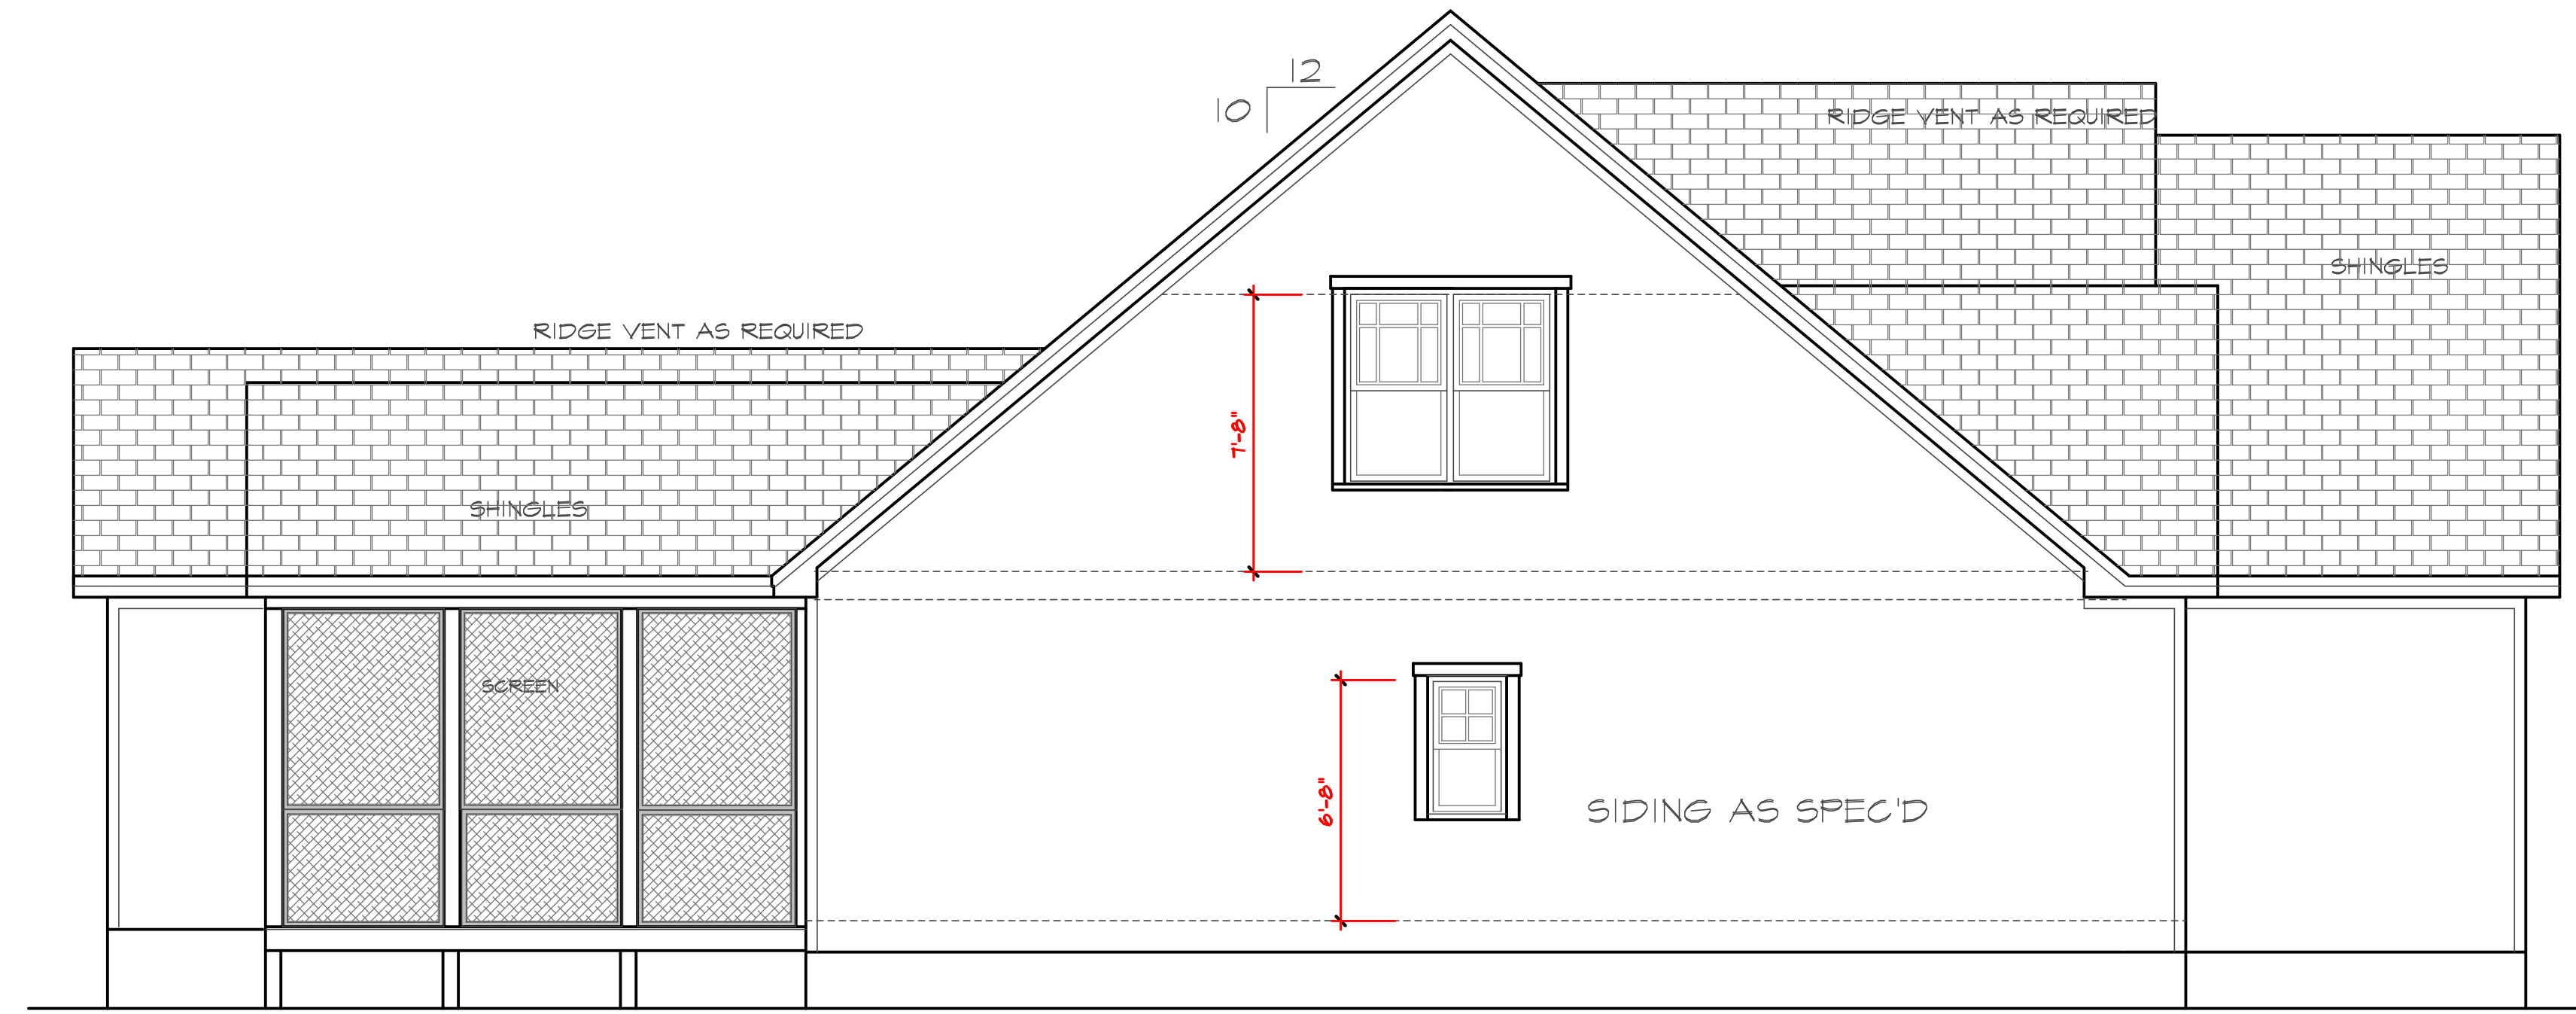 12
10
RIDGE VENT AS REQUIRED
SHINGLES
RIDGE VENT AS REQUIRED
7'-8"
SHINGLES
SCREEN
6'-8"
SIDING AS SPEC'D